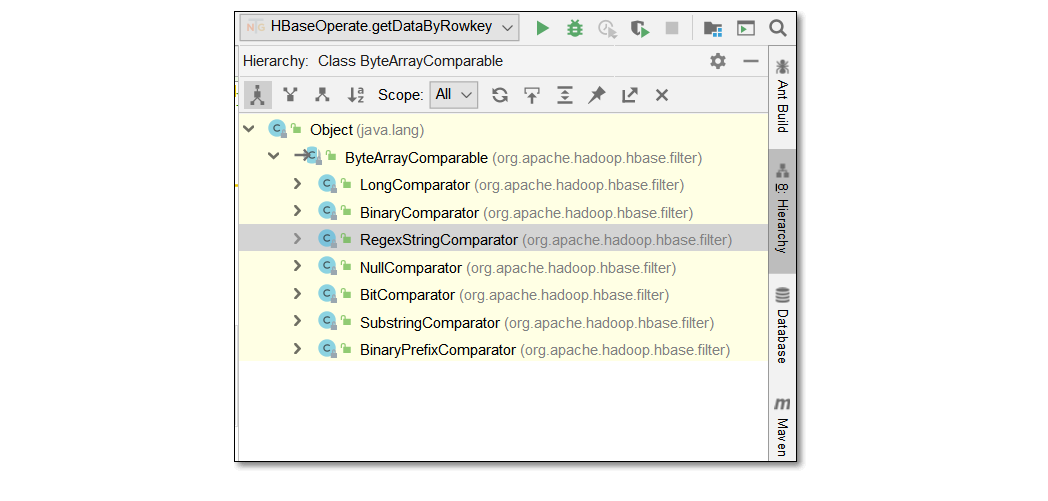 HBaseOperate.getDataByRowkey
Hierarchy: Class ByteArrayComparable
Scope: All
Object (java.lang)
ByteArrayComparable (org.apache.hadoop.hbase.filter)
LongComparator (org.apache.hadoop.hbase.filter)
BinaryComparator (org.apache.hadoop.hbase.filter)
RegexStringComparator (org.apache.hadoop.hbase.filter)
NullComparator (org.apache.hadoop.hbase.filter)
BitComparator (org.apache.hadoop.hbase.filter)
SubstringComparator (org.apache.hadoop.hbase.filter)
BinaryPrefixComparator (org.apache.hadoop.hbase.filter)
Ant Build
8: Hierarchy
Database
Maven